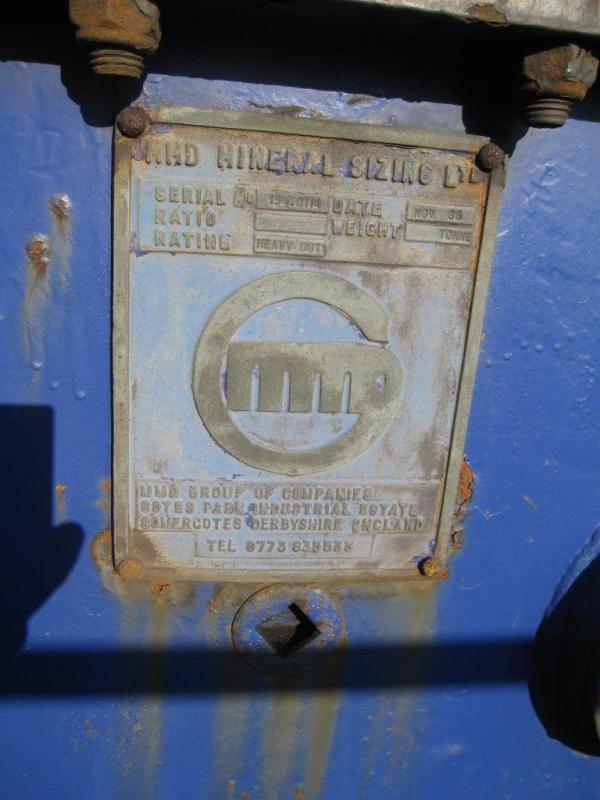 MMD MINERAL SIZING LTD
SERIAL No. DATE NOV
RATIO WEIGHT TONNE
RATING HEAVY DUTY
mmD
MMD GROUP OF COMPANIES
COTES PARK INDUSTRIAL ESTATE
SOMERCOTES DERBYSHIRE ENGLAND
TEL 0773 835533